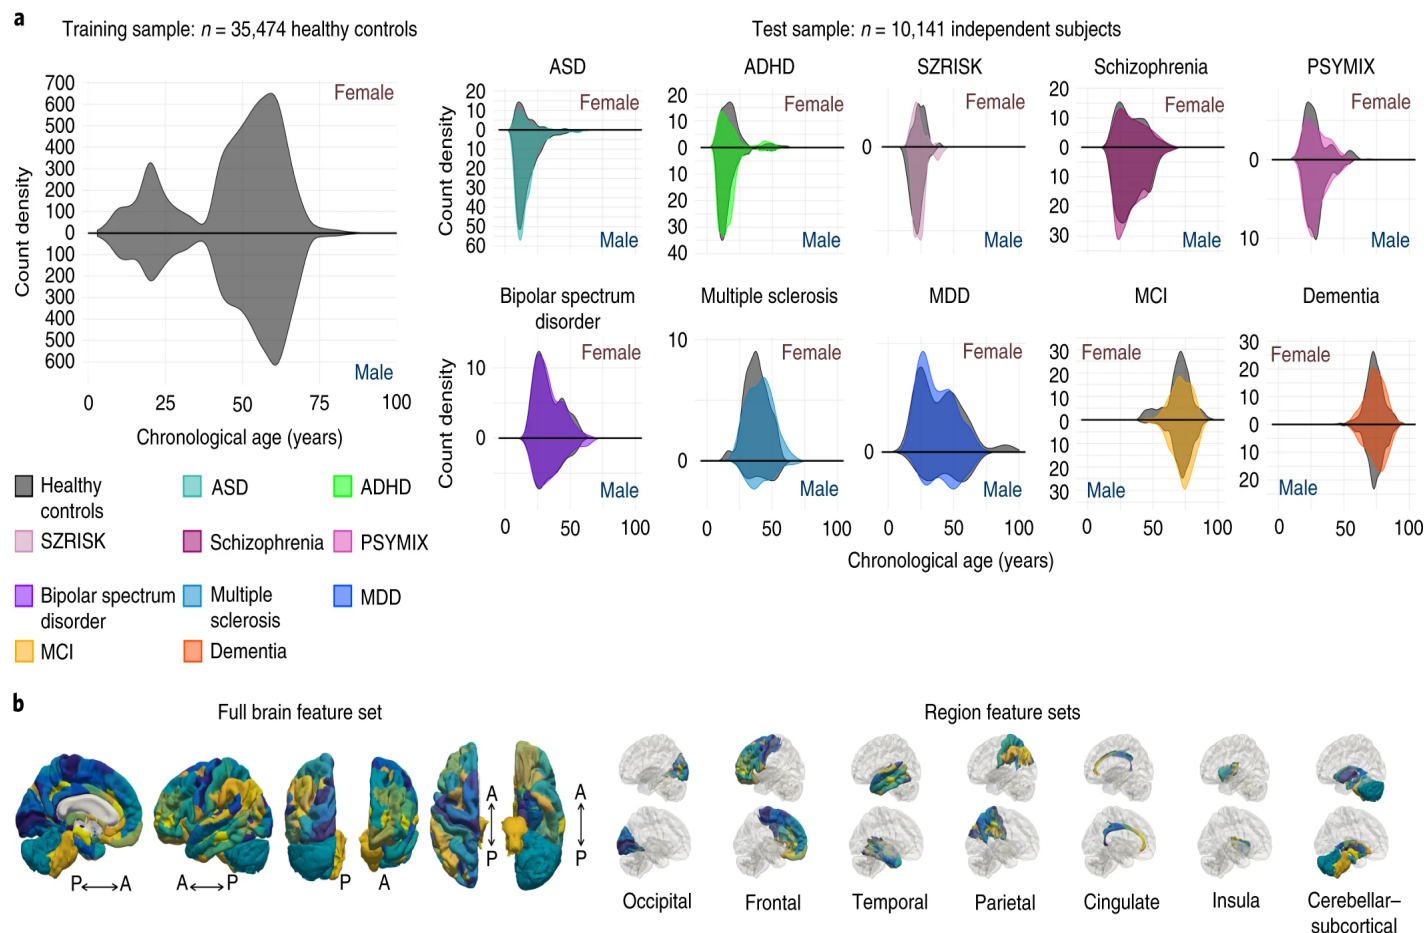 a
Training sample: n = 35,474 healthy controls
Test sample: n = 10,141 independent subjects
700
600
500
400
300
200
100
0
100
200
300
400
500
600
Count density
Female
Male
0 25 50 75 100
Chronological age (years)
ASD
20
10
0
10
20
30
40
50
60
Count density
Female
Male
ADHD
20
10
0
10
20
30
40
Female
Male
SZRISK
0
Female
Male
Schizophrenia
20
10
0
10
20
30
Female
Male
PSYMIX
0
10
Female
Male
Bipolar spectrum
disorder
10
0
Count density
Female
Male
0 50 100
Multiple sclerosis
10
0
Female
Male
0 50 100
MDD
0
Female
Male
0 50 100
MCI
30
20
10
0
10
20
30
Female
Male
0 50 100
Dementia
30
20
10
0
10
20
Female
Male
0 50 100
Chronological age (years)
Healthy
controls
ASD
ADHD
SZRISK
Schizophrenia
PSYMIX
Bipolar spectrum
disorder
Multiple
sclerosis
MDD
MCI
Dementia
b
Full brain feature set
Region feature sets
P A
A P
P
A
A
P
A
P
Occipital
Frontal
Temporal
Parietal
Cingulate
Insula
Cerebellar–
subcortical